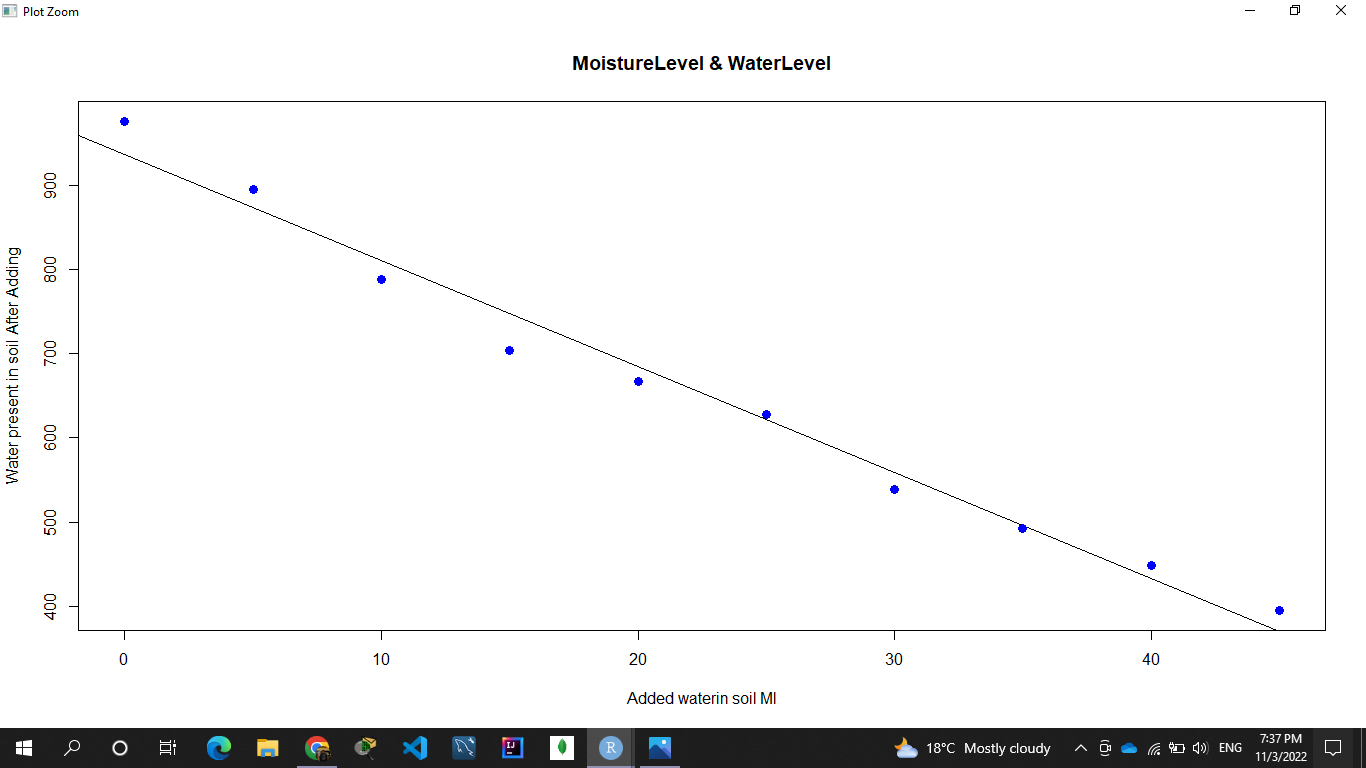 Plot Zoom
MoistureLevel & WaterLevel
Water present in soil After Adding
900
800
700
600
500
400
0 10 20 30 40
Added waterin soil Ml
18°C Mostly cloudy
ENG
7:37 PM
11/3/2022
IJ
R